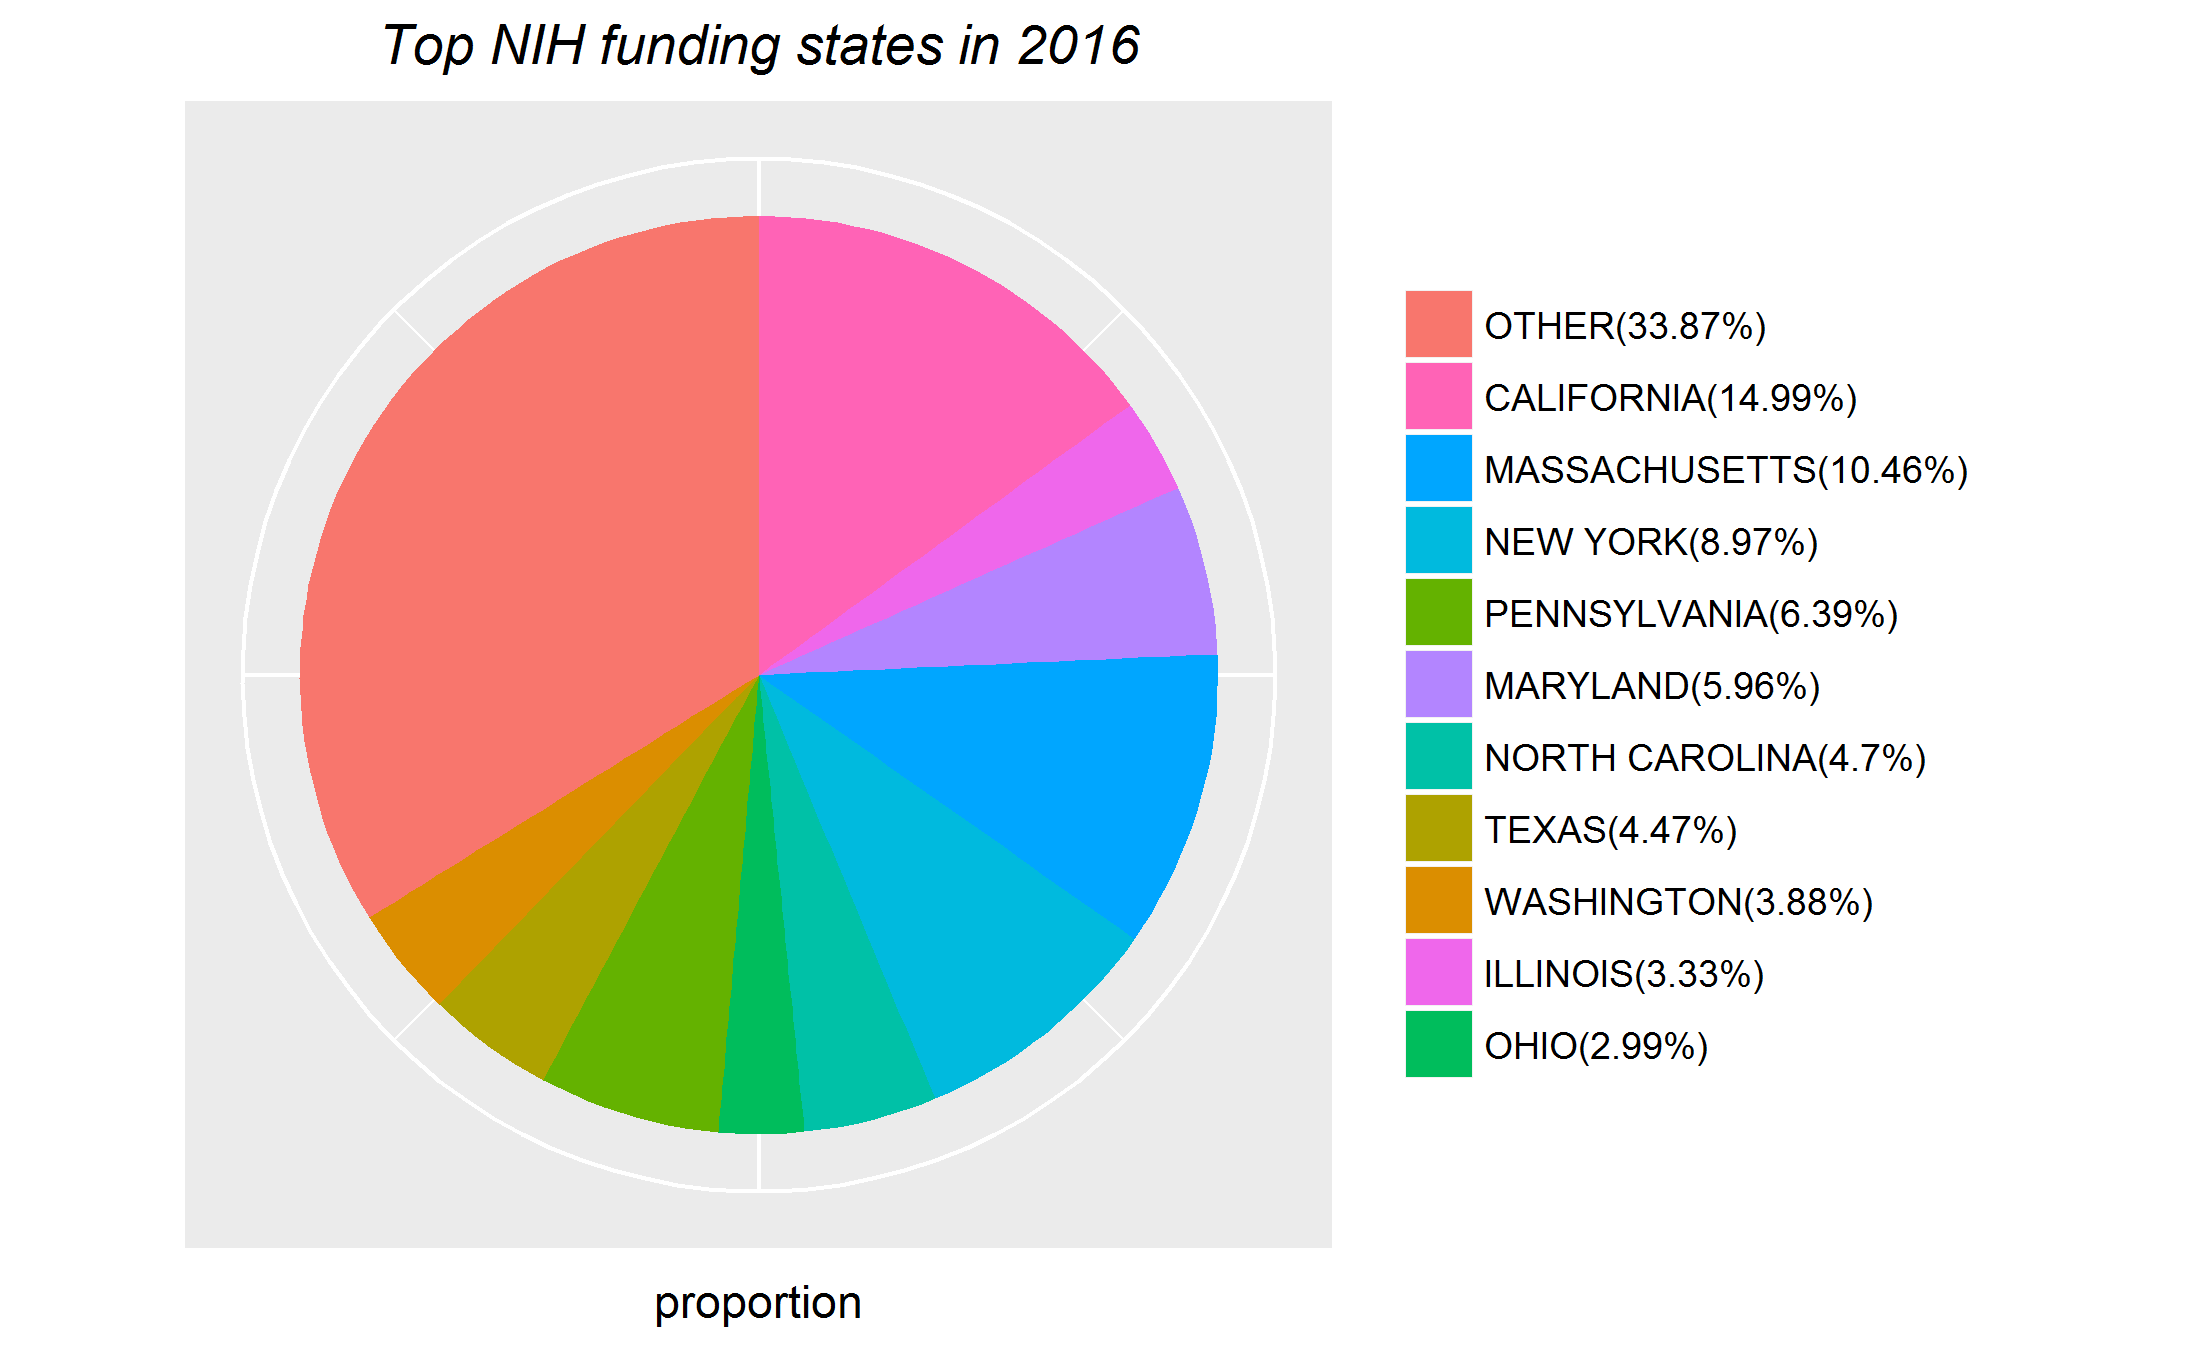 Top NIH funding states in 2016
OTHER(33.87%)
CALIFORNIA(14.99%)
MASSACHUSETTS(10.46%)
NEW YORK(8.97%)
PENNSYLVANIA(6.39%)
MARYLAND(5.96%)
NORTH CAROLINA(4.7%)
TEXAS(4.47%)
WASHINGTON(3.88%)
ILLINOIS(3.33%)
OHIO(2.99%)
proportion